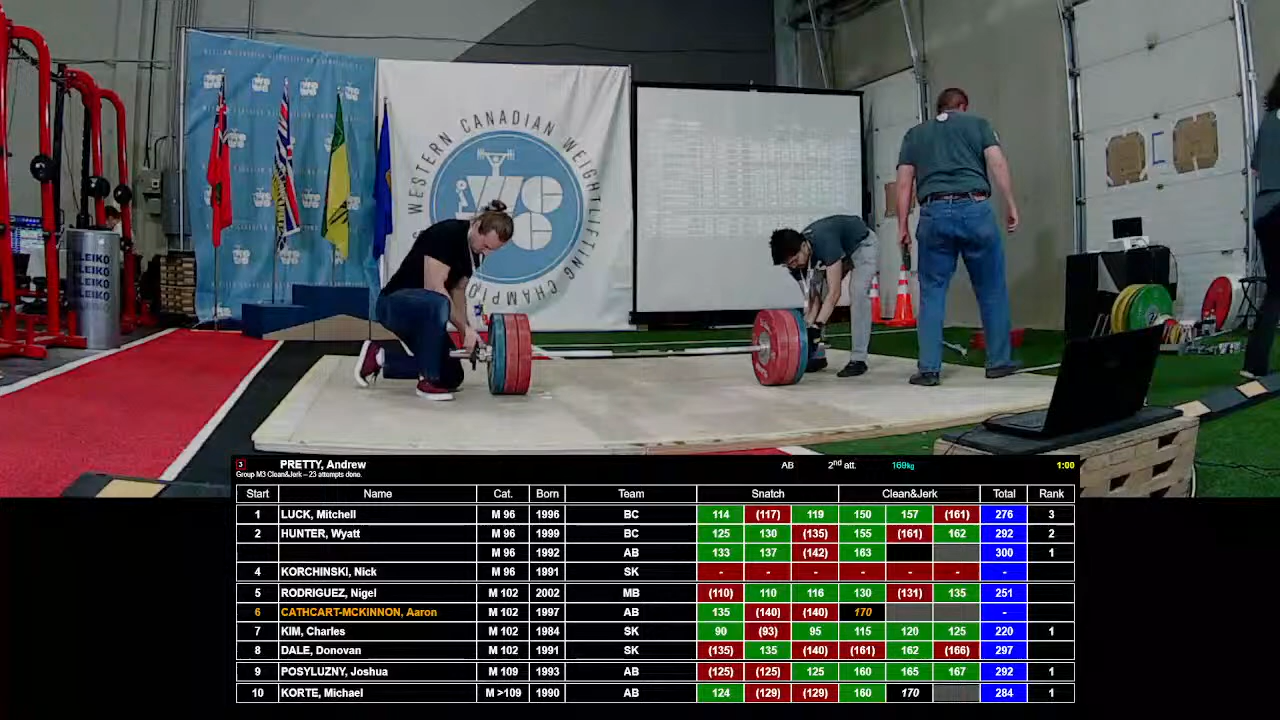 WESTERN CANADIAN WEIGHTLIFTING CHAMPIO
WC
ELEIKO
ELEIKO
ELEIKO
ELEIKO
3 PRETTY, Andrew AB 2nd att. 169kg 1:00
Group M3 Clean&Jerk – 23 attempts done.
Start Name Cat. Born Team Snatch Clean&Jerk Total Rank
1 LUCK, Mitchell M 96 1996 BC 114 (117) 119 150 157 (161) 276 3
2 HUNTER, Wyatt M 96 1999 BC 125 130 (135) 155 (161) 162 292 2
M 96 1992 AB 133 137 (142) 163 300 1
4 KORCHINSKI, Nick M 96 1991 SK - - - - - - -
5 RODRIGUEZ, Nigel M 102 2002 MB (110) 110 116 130 (131) 135 251
6 CATHCART-MCKINNON, Aaron M 102 1997 AB 135 (140) (140) 170 -
7 KIM, Charles M 102 1984 SK 90 (93) 95 115 120 125 220 1
8 DALE, Donovan M 102 1991 SK (135) 135 (140) (161) 162 (166) 297
9 POSYLUZNY, Joshua M 109 1993 AB (125) (125) 125 160 165 167 292 1
10 KORTE, Michael M >109 1990 AB 124 (129) (129) 160 170 284 1